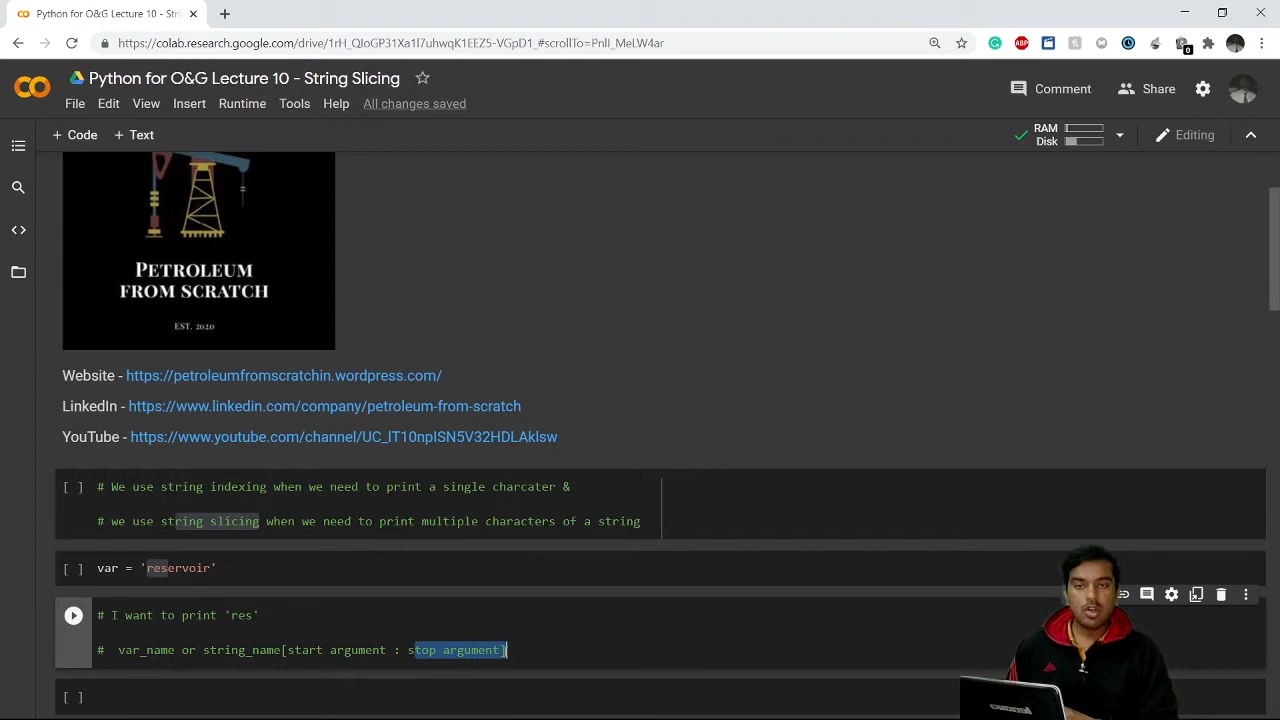 Python for O&G Lecture 10 - Stri
https://colab.research.google.com/drive/1rH_QIoGP31Xa1I7uhwqK1EEZ5-VGpD1_#scrollTo=PnlI_MeLW4ar
ABP
0
Python for O&G Lecture 10 - String Slicing
File Edit View Insert Runtime Tools Help All changes saved
Comment Share
+ Code + Text
RAM
Disk
Editing
PETROLEUM
FROM SCRATCH
EST. 2020
Website - https://petroleumfromscratchin.wordpress.com/
LinkedIn - https://www.linkedin.com/company/petroleum-from-scratch
YouTube - https://www.youtube.com/channel/UC_lT10npISN5V32HDLAklsw
[ ] # We use string indexing when we need to print a single charcater &
# we use string slicing when we need to print multiple characters of a string
[ ] var = 'reservoir'
# I want to print 'res'
# var_name or string_name[start argument : stop argument]
[ ]
lenovo